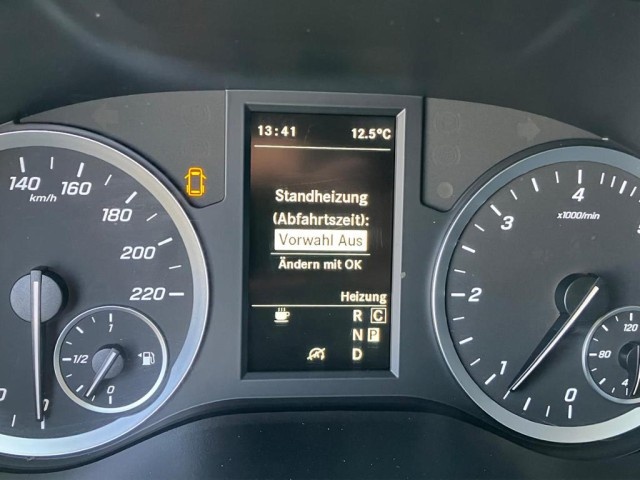 13:41 12.5°C
Standheizung
(Abfahrtszeit):
Vorwahl Aus
Ändern mit OK
Heizung
R C
N P
D
140 160 180 200 220
km/h
1
1/2
0
0
4
3
2
1
0
x1000/min
120
80